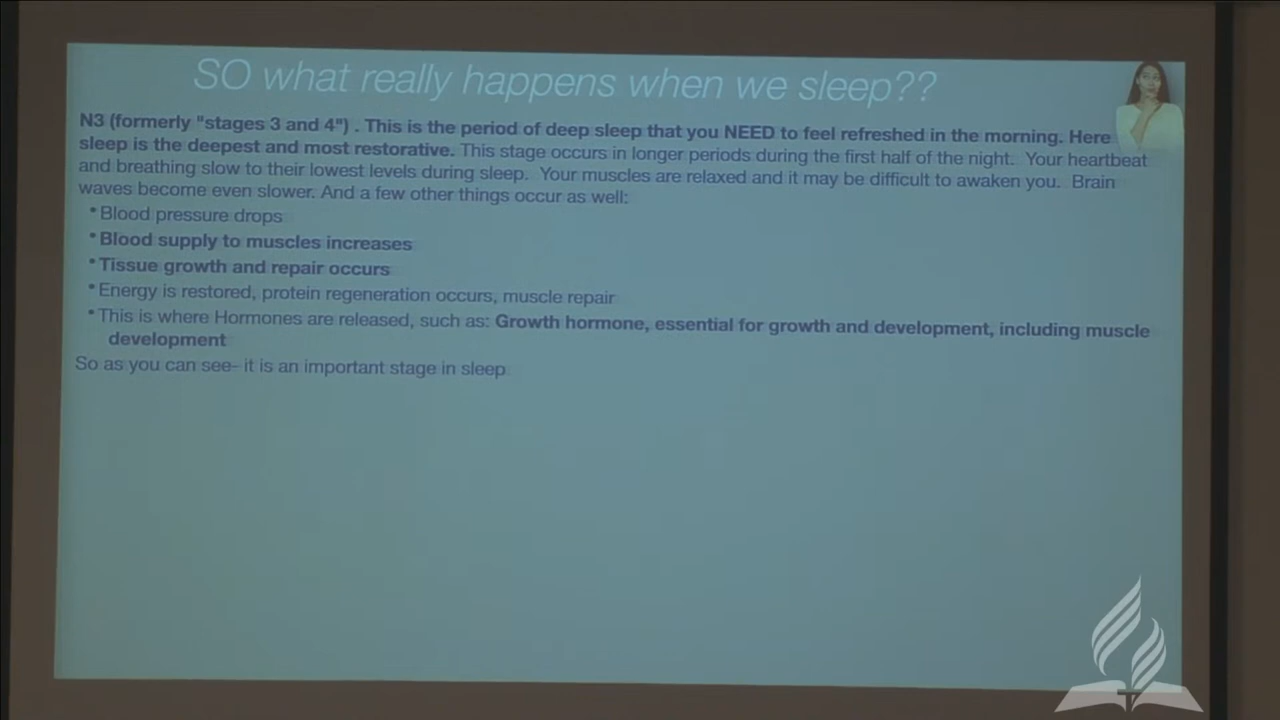 SO what really happens when we sleep??
N3 (formerly "stages 3 and 4") . This is the period of deep sleep that you NEED to feel refreshed in the morning. Here
sleep is the deepest and most restorative. This stage occurs in longer periods during the first half of the night. Your heartbeat
and breathing slow to their lowest levels during sleep. Your muscles are relaxed and it may be difficult to awaken you. Brain
waves become even slower. And a few other things occur as well:
•Blood pressure drops
•Blood supply to muscles increases
•Tissue growth and repair occurs
•Energy is restored, protein regeneration occurs, muscle repair
•This is where Hormones are released, such as: Growth hormone, essential for growth and development, including muscle
development
So as you can see- it is an important stage in sleep